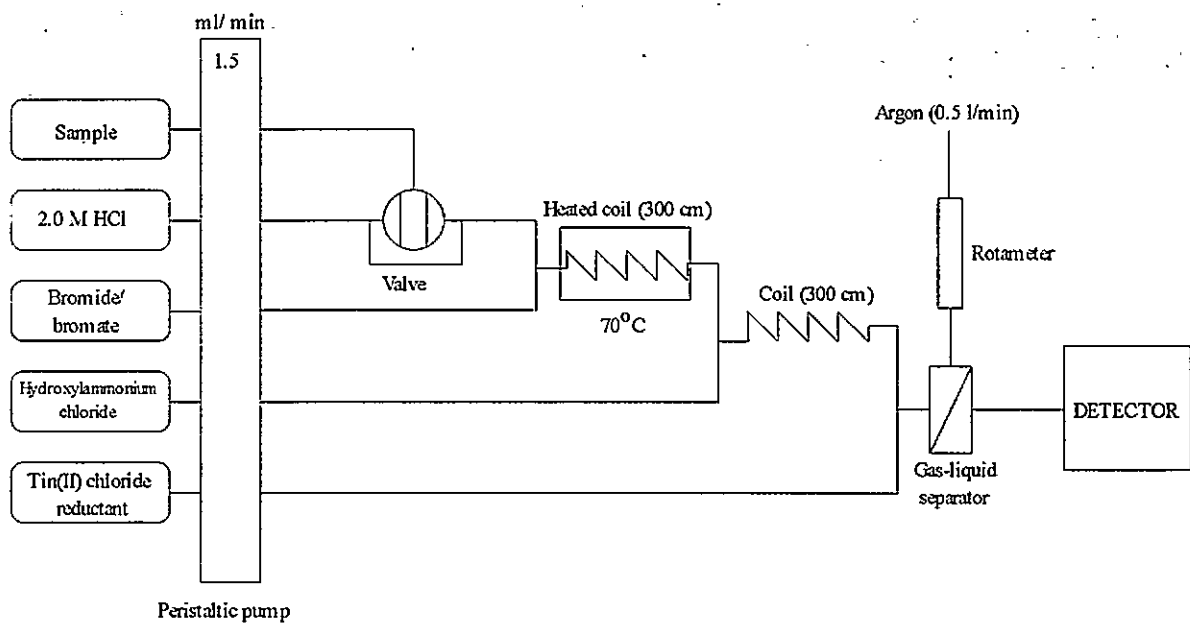 ml/ min
1.5
Sample
2.0 M HCl
Bromide/
bromate
Hydroxylammonium
chloride
Tin(II) chloride
reductant
Peristaltic pump
Valve
Heated coil (300 cm)
70°C
Coil (300 cm)
Argon (0.5 l/min)
Rotameter
Gas-liquid
separator
DETECTOR